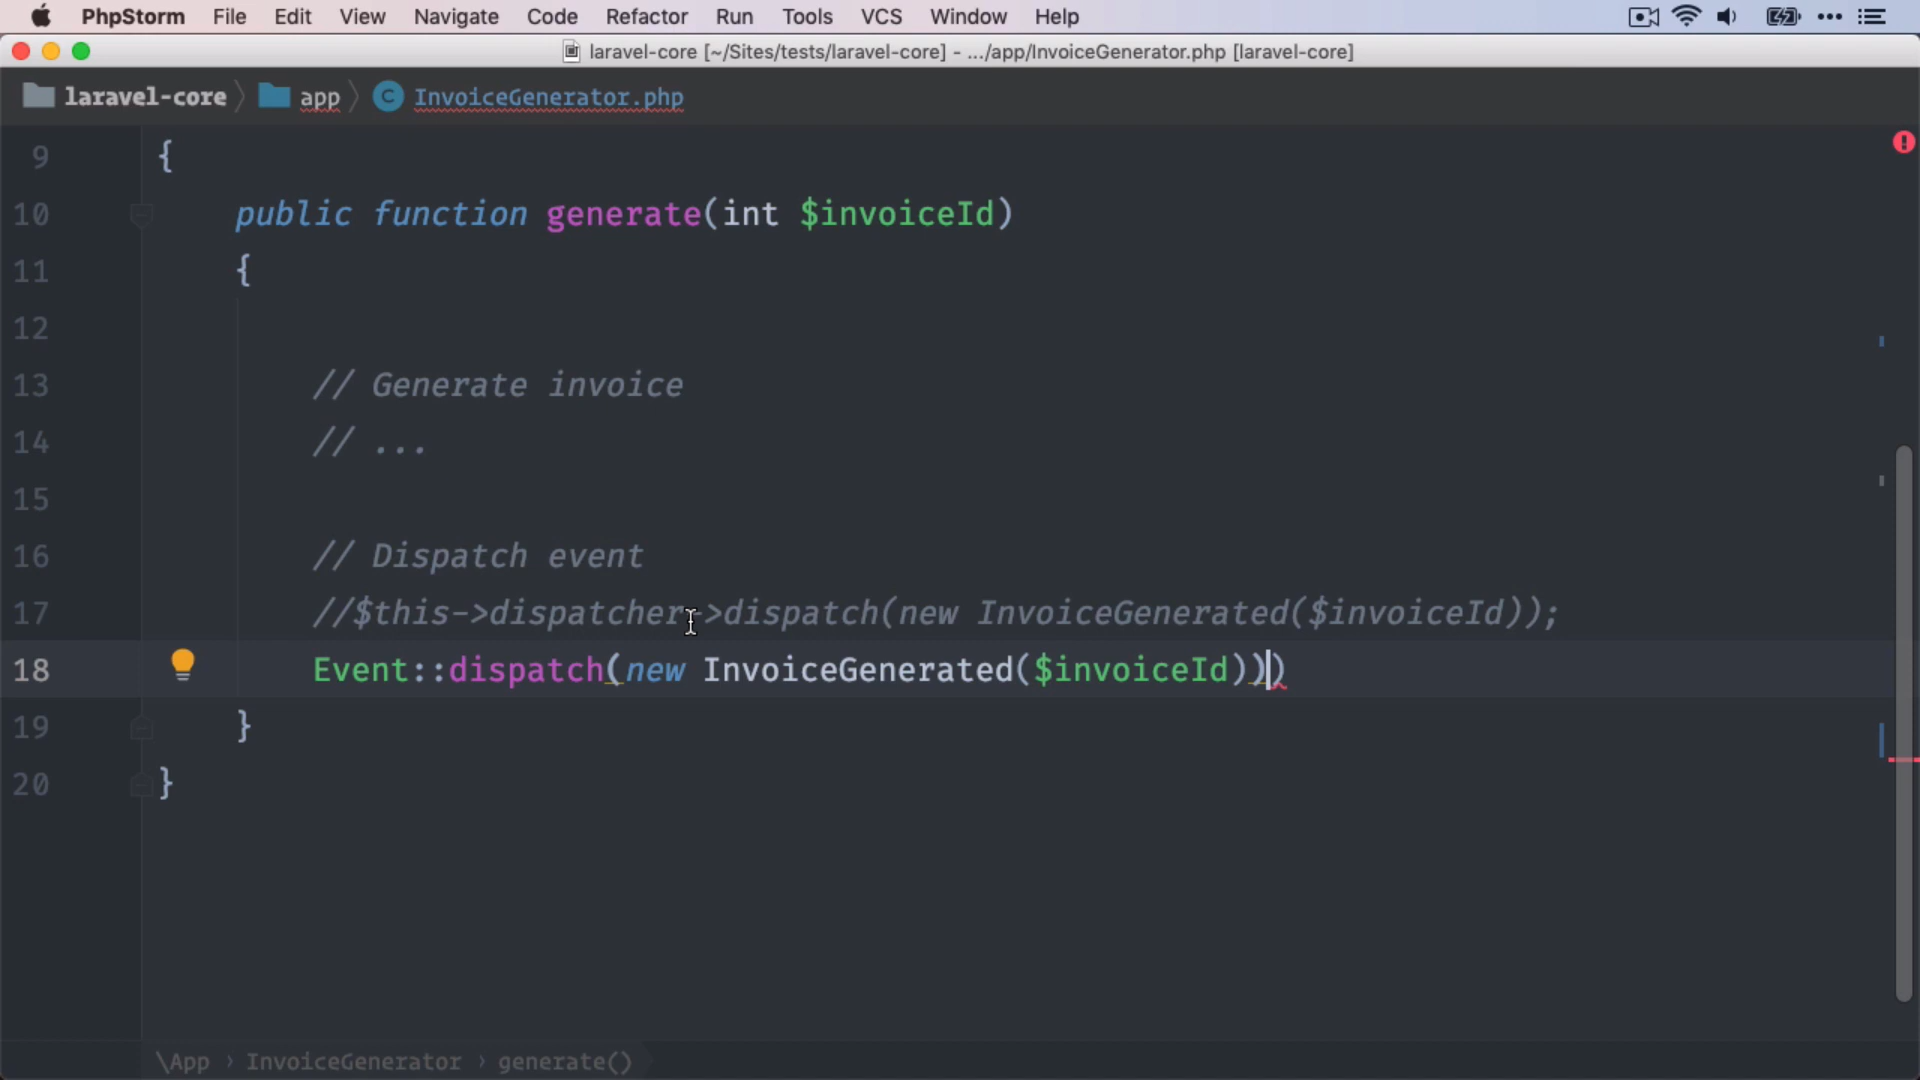 PhpStorm File Edit View Navigate Code Refactor Run Tools VCS Window Help
laravel-core [~/Sites/tests/laravel-core] - .../app/InvoiceGenerator.php [laravel-core]
laravel-core app C InvoiceGenerator.php
9 {
10 public function generate(int $invoiceId)
11 {
12
13 // Generate invoice
14 // ...
15
16 // Dispatch event
17 //$this->dispatcher->dispatch(new InvoiceGenerated($invoiceId));
18 Event::dispatch(new InvoiceGenerated($invoiceId)))
19 }
20 }
\App › InvoiceGenerator › generate()